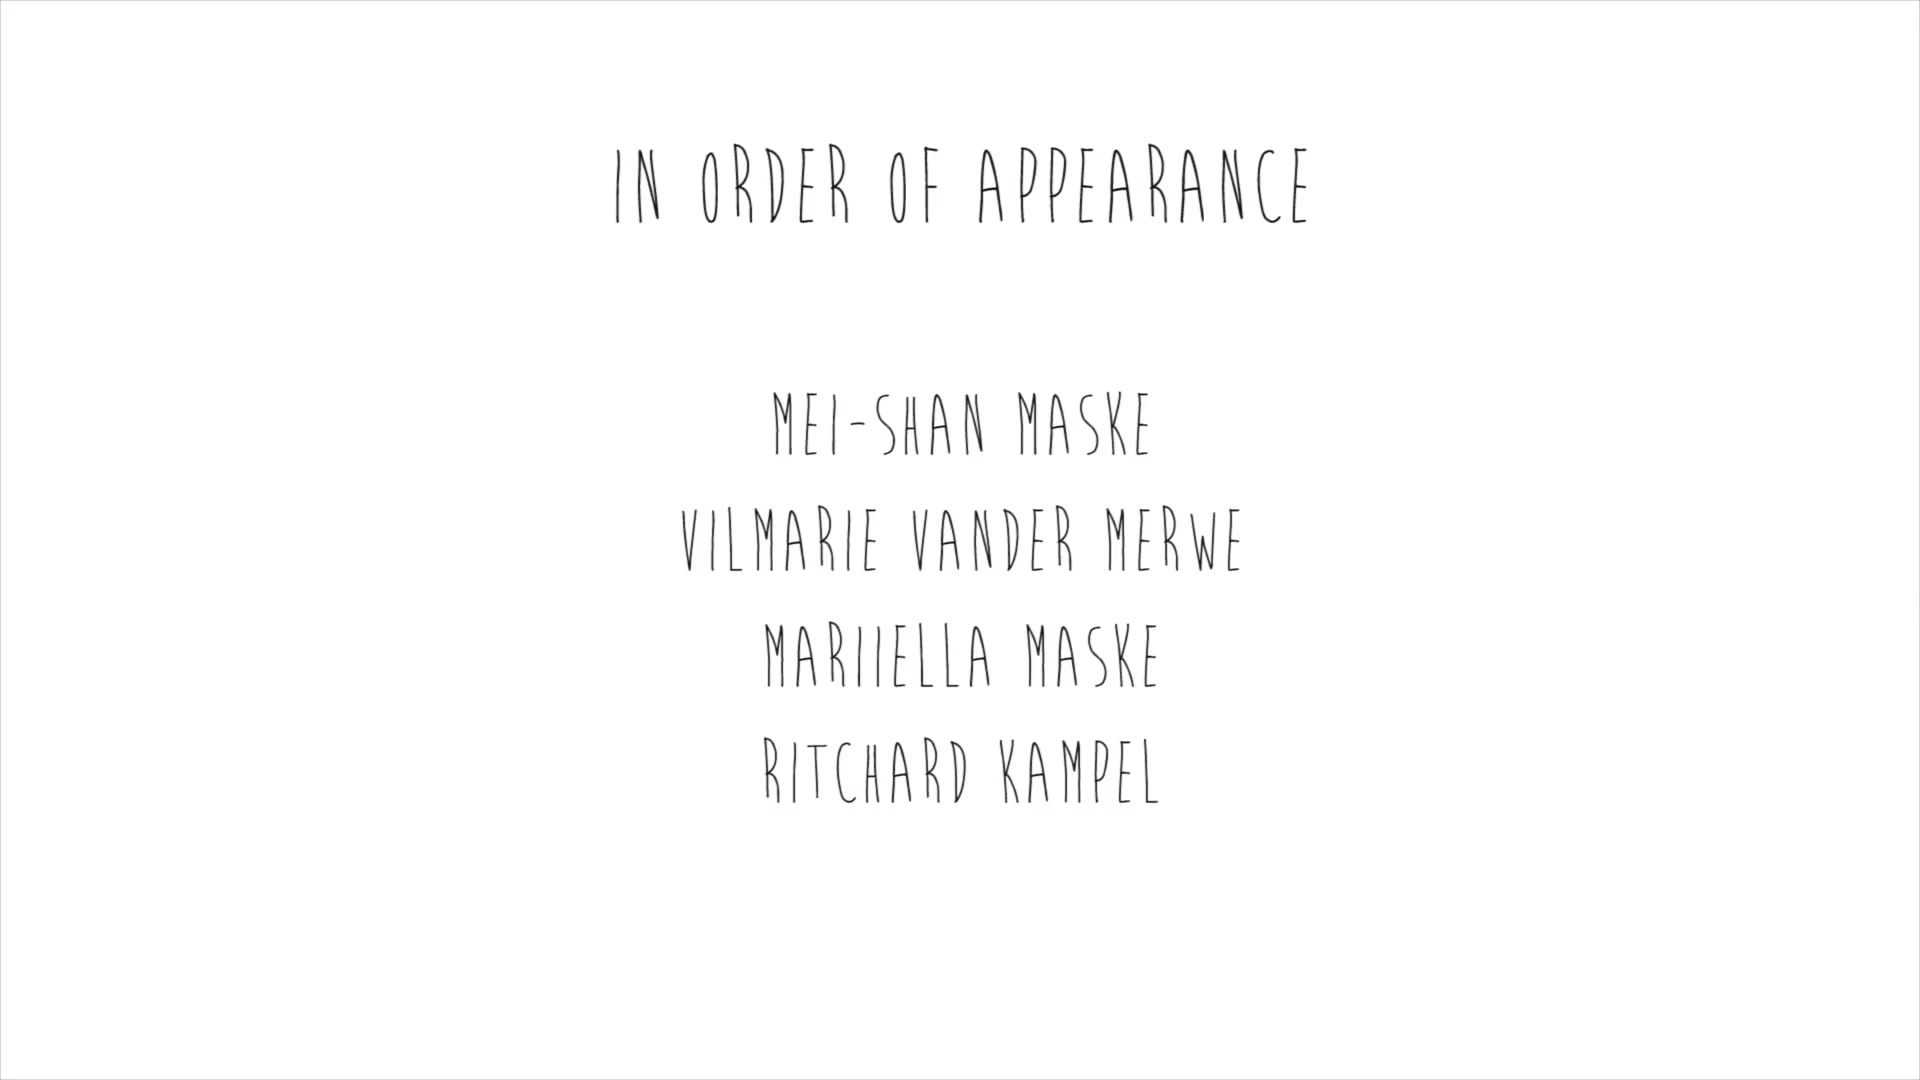 IN ORDER OF APPEARANCE
MEI-SHAN MASKE
VILMARIE VANDER MERWE
MARIIELLA MASKE
RITCHARD KAMPEL